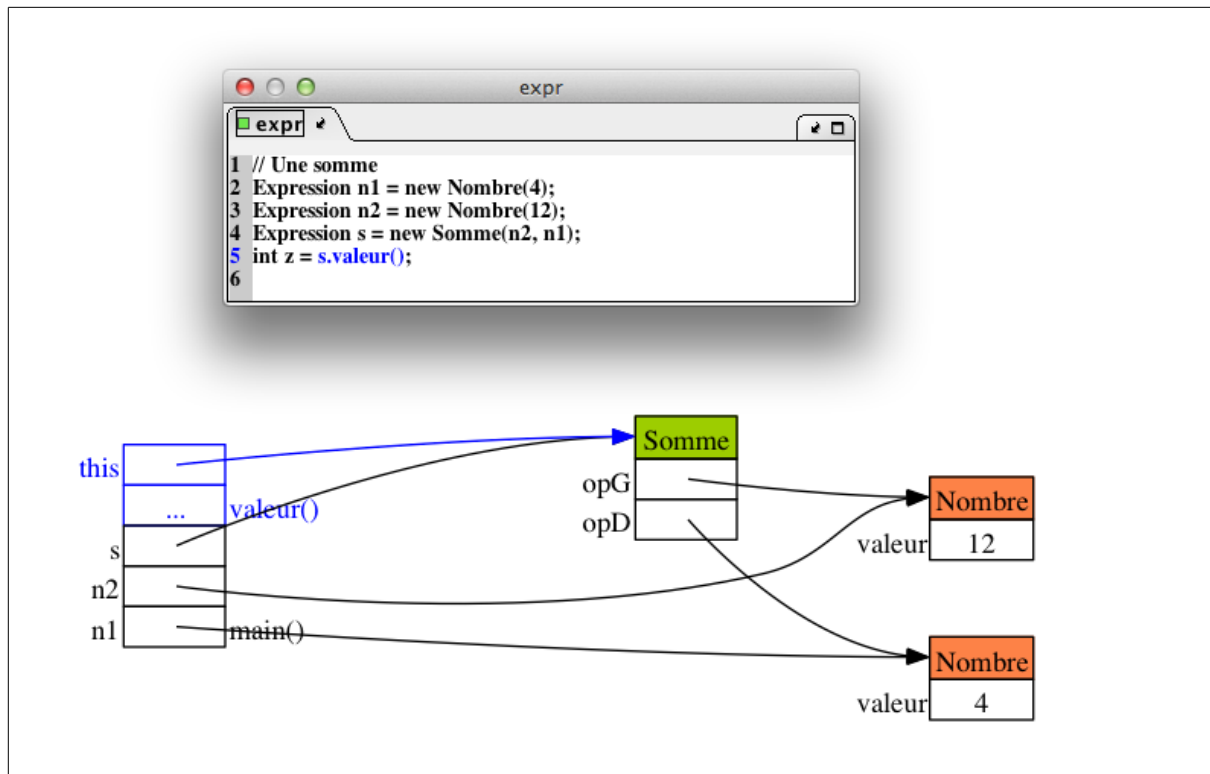 expr
expr
1 // Une somme
2 Expression n1 = new Nombre(4);
3 Expression n2 = new Nombre(12);
4 Expression s = new Somme(n2, n1);
5 int z = s.valeur();
6
Somme
this
opG
Nombre
... valeur()
opD
valeur 12
s
n2
n1 main()
Nombre
valeur 4